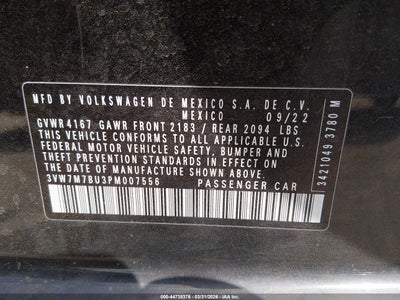 MFD BY VOLKSWAGEN DE MEXICO S.A. DE C.V.
MEXICO 09/22
GVWR 4167 GAWR FRONT 2183 / REAR 2094 LBS
THIS VEHICLE CONFORMS TO ALL APPLICABLE U.S.
FEDERAL MOTOR VEHICLE SAFETY, BUMPER AND
THEFT PREVENTION STANDARDS IN EFFECT ON
THE DATE OF MANUFACTURE SHOWN ABOVE.
3VW7M7BU3PM007556 PASSENGER CAR
3421049 3780 M
000-44738376 - 03/31/2026 - © IAA Inc.